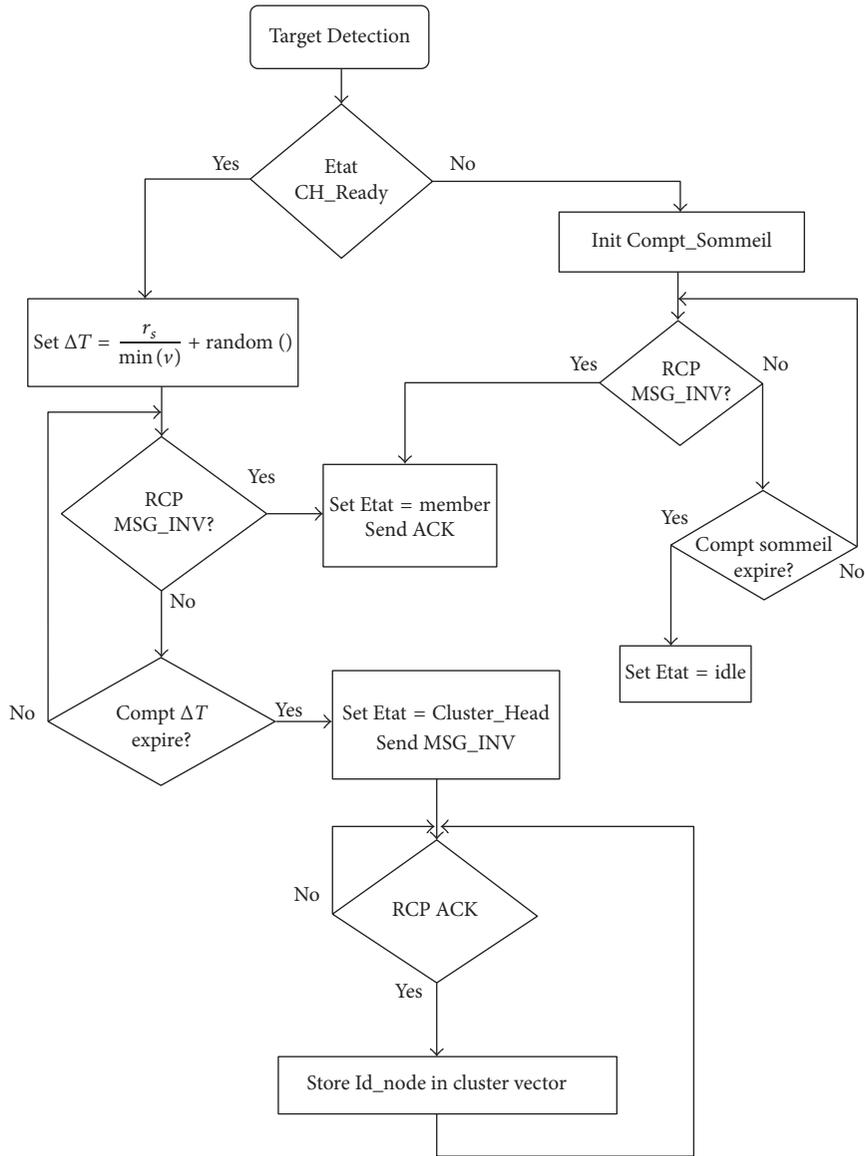 Target Detection
Yes
Etat
CH_Ready
No
Init Compt_Sommeil
Set ΔT = r_s / min (v) + random ()
Yes
RCP
MSG_INV?
No
RCP
MSG_INV?
Yes
Set Etat = member
Send ACK
Yes
Compt sommeil
expire?
No
No
Set Etat = idle
No
Compt ΔT
expire?
Yes
Set Etat = Cluster_Head
Send MSG_INV
No
RCP ACK
Yes
Store Id_node in cluster vector